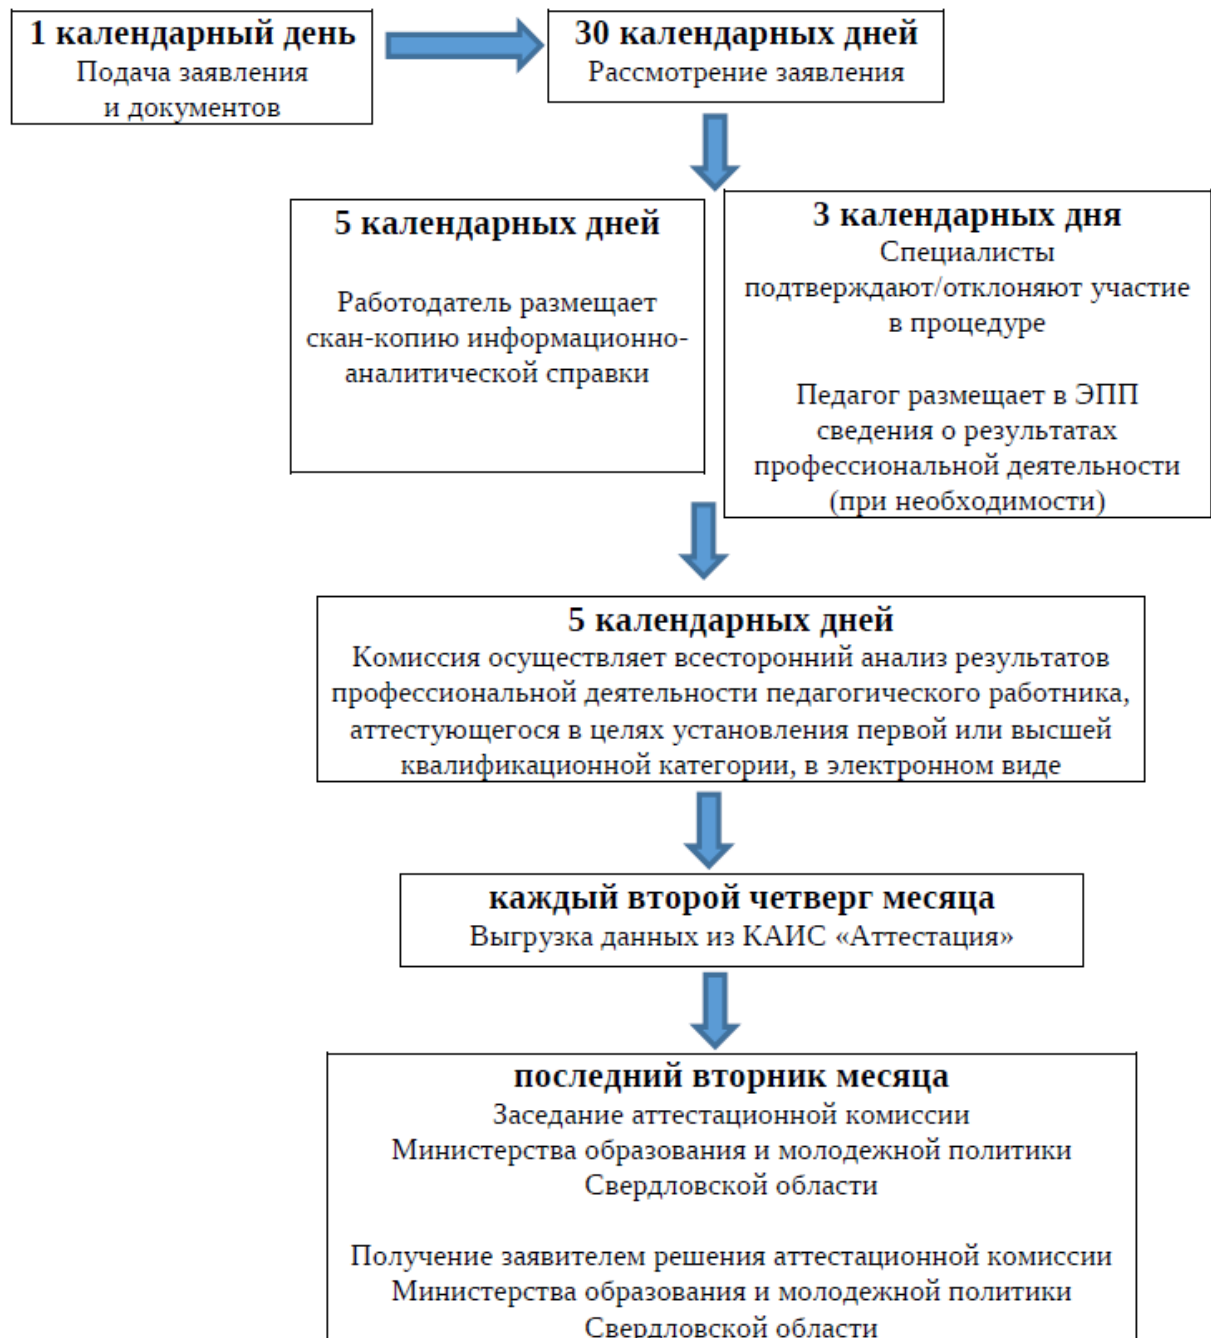 1 календарный день
Подача заявления
и документов
30 календарных дней
Рассмотрение заявления
5 календарных дней
Работодатель размещает
скан-копию информационно-
аналитической справки
3 календарных дня
Специалисты
подтверждают/отклоняют участие
в процедуре
Педагог размещает в ЭПП
сведения о результатах
профессиональной деятельности
(при необходимости)
5 календарных дней
Комиссия осуществляет всесторонний анализ результатов
профессиональной деятельности педагогического работника,
аттестующегося в целях установления первой или высшей
квалификационной категории, в электронном виде
каждый второй четверг месяца
Выгрузка данных из КАИС «Аттестация»
последний вторник месяца
Заседание аттестационной комиссии
Министерства образования и молодежной политики
Свердловской области
Получение заявителем решения аттестационной комиссии
Министерства образования и молодежной политики
Свердловской области